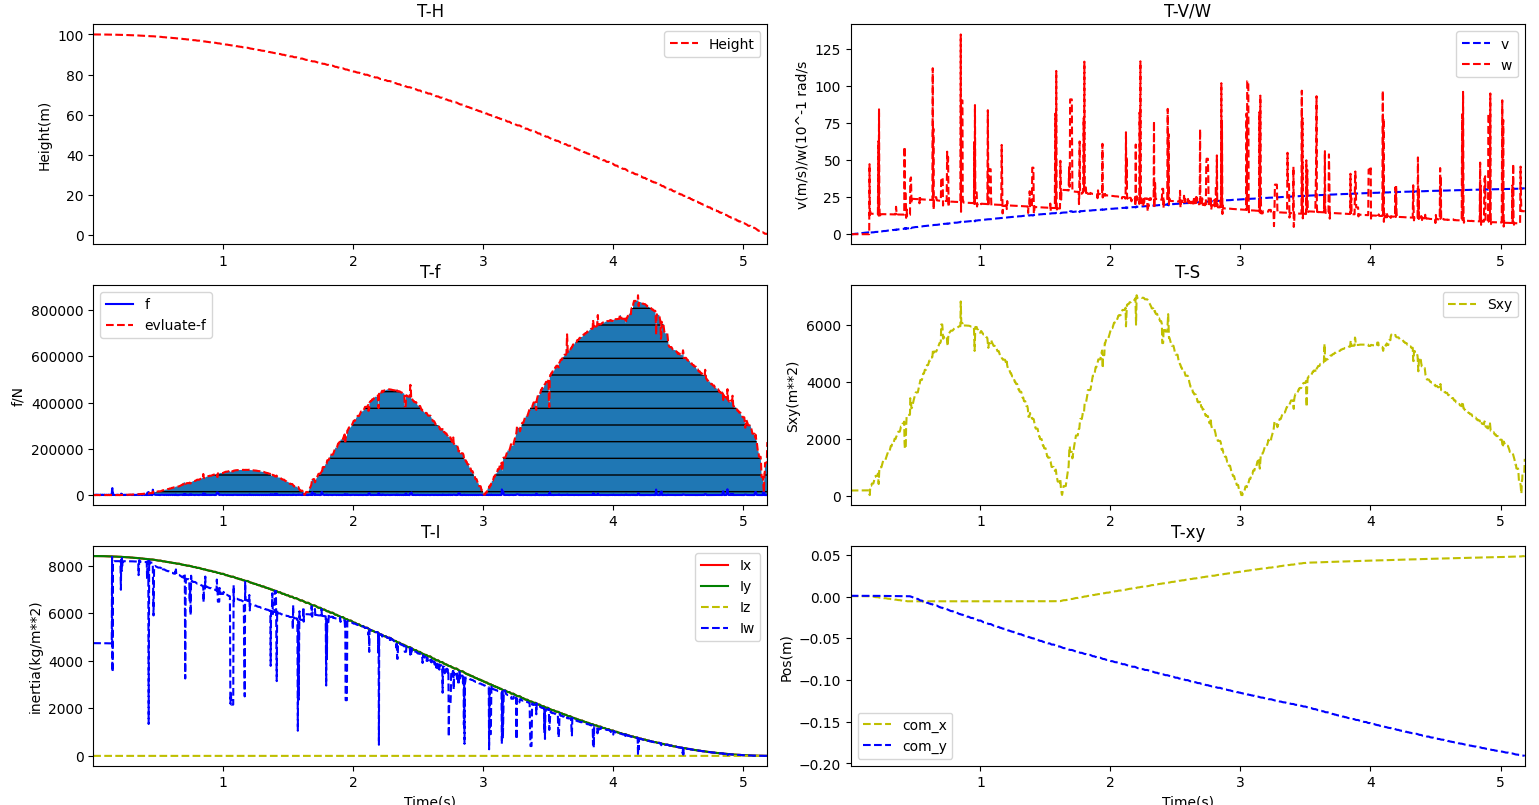 T-H
Height
Height(m)
100
80
60
40
20
0
1
2
3
4
5
T-V/W
v
w
v(m/s)/w(10^-1 rad/s
125
100
75
50
25
0
1
2
3
4
5
T-f
f
evluate-f
f/N
800000
600000
400000
200000
0
1
2
3
4
5
T-S
Sxy
Sxy(m**2)
6000
4000
2000
0
1
2
3
4
5
T-I
Ix
Iy
Iz
Iw
inertia(kg/m**2)
8000
6000
4000
2000
0
1
2
3
4
5
Time(s)
T-xy
com_x
com_y
Pos(m)
0.05
0.00
−0.05
−0.10
−0.15
−0.20
1
2
3
4
5
Time(s)